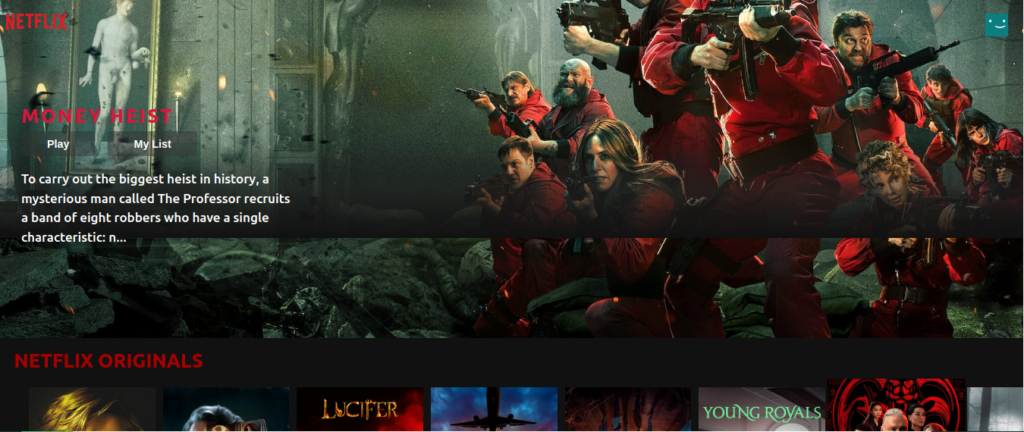 NETFLIX
MONEY HEIST
Play
My List
To carry out the biggest heist in history, a
mysterious man called The Professor recruits
a band of eight robbers who have a single
characteristic: n...
NETFLIX ORIGINALS
LUCIFER
YOUNG ROYALS